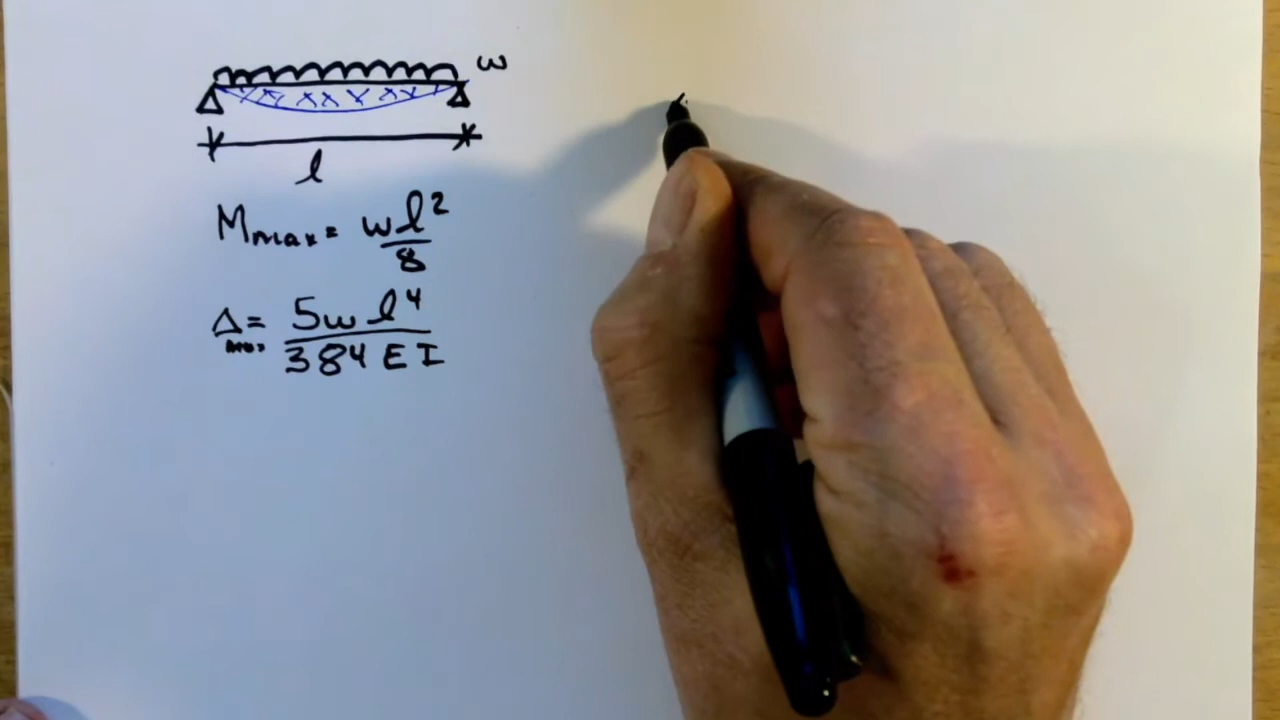 w
l
Mmax = wl²/8
Δmax = 5wl⁴/384EI